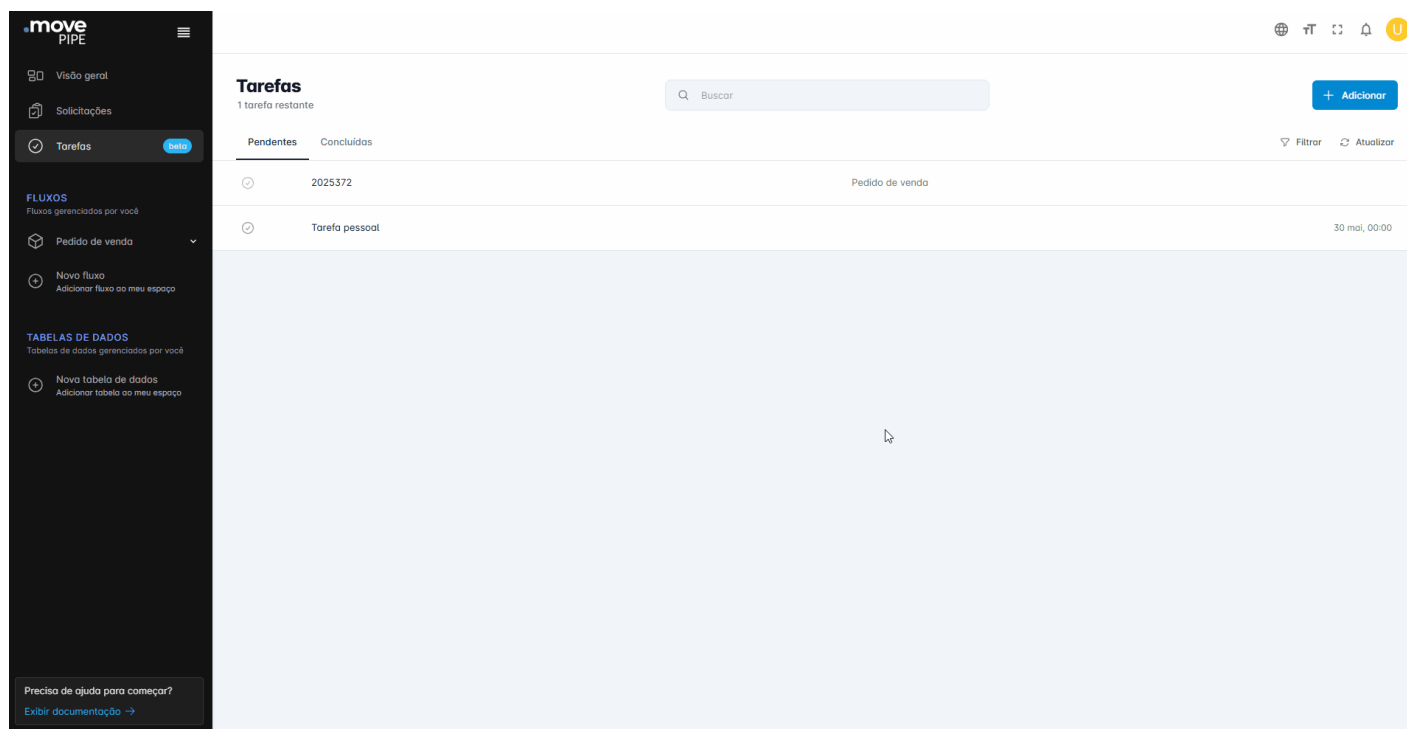 .move
PIPE
Visão geral
Solicitações
Tarefas
beta
FLUXOS
Fluxos gerenciados por você
Pedido de venda
Novo fluxo
Adicionar fluxo ao meu espaço
TABELAS DE DADOS
Tabelas de dados gerenciados por você
Nova tabela de dados
Adicionar tabela ao meu espaço
Precisa de ajuda para começar?
Exibir documentação →
U
Tarefas
1 tarefa restante
Buscar
+ Adicionar
Pendentes
Concluídas
Filtrar
Atualizar
2025372
Pedido de venda
Tarefa pessoal
30 mai, 00:00